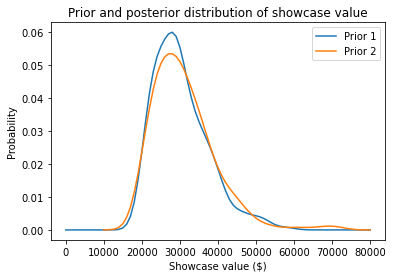 Prior and posterior distribution of showcase value
Prior 1
Prior 2
Probability
0.06
0.05
0.04
0.03
0.02
0.01
0.00
0 10000 20000 30000 40000 50000 60000 70000 80000
Showcase value ($)